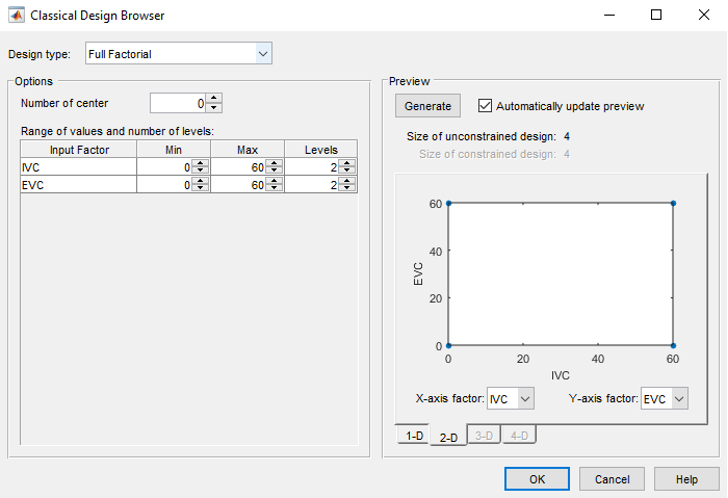 Classical Design Browser
Design type: Full Factorial
Options
Number of center 0
Range of values and number of levels:
Input Factor Min Max Levels
IVC 0 60 2
EVC 0 60 2
Preview
Generate Automatically update preview
Size of unconstrained design: 4
Size of constrained design: 4
60
40
20
0
EVC
0 20 40 60
IVC
X-axis factor: IVC Y-axis factor: EVC
1-D 2-D 3-D 4-D
OK Cancel Help